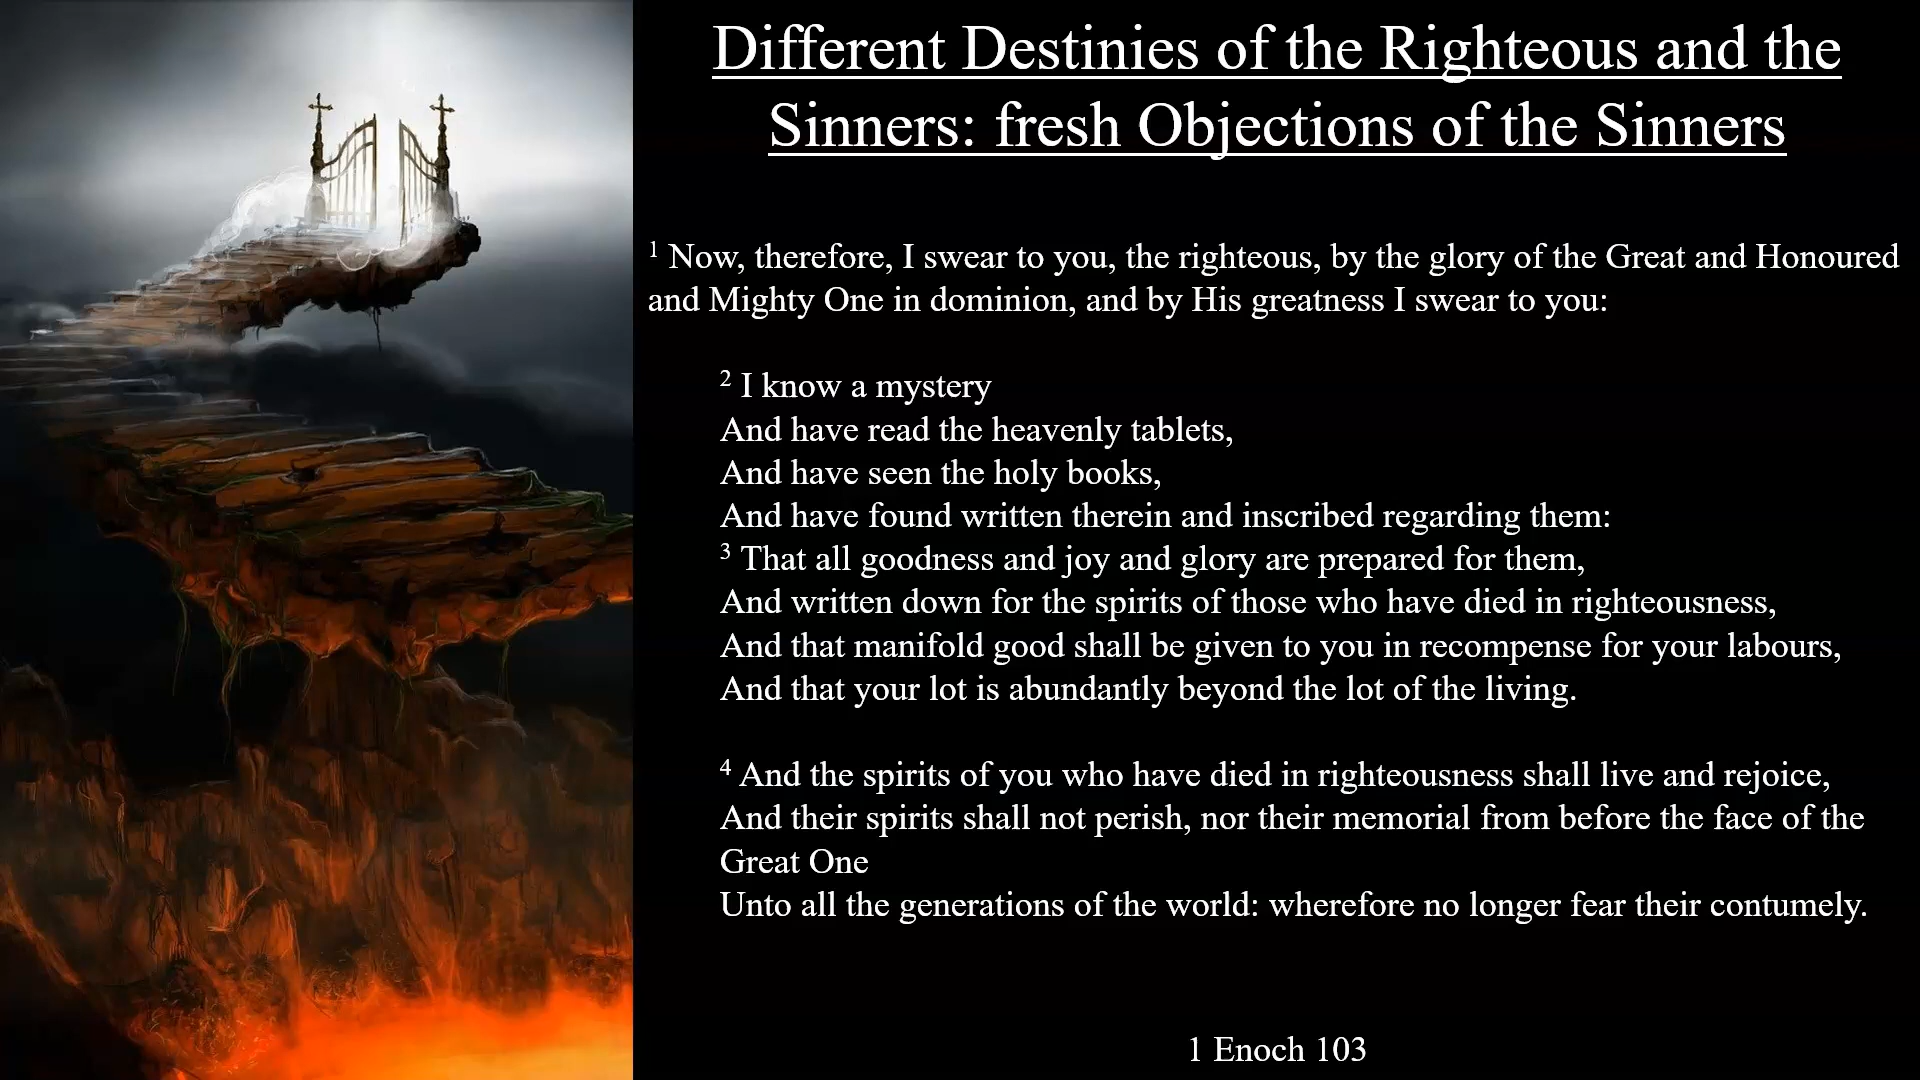 Different Destinies of the Righteous and the
Sinners: fresh Objections of the Sinners
1 Now, therefore, I swear to you, the righteous, by the glory of the Great and Honoured
and Mighty One in dominion, and by His greatness I swear to you:
2 I know a mystery
And have read the heavenly tablets,
And have seen the holy books,
And have found written therein and inscribed regarding them:
3 That all goodness and joy and glory are prepared for them,
And written down for the spirits of those who have died in righteousness,
And that manifold good shall be given to you in recompense for your labours,
And that your lot is abundantly beyond the lot of the living.
4 And the spirits of you who have died in righteousness shall live and rejoice,
And their spirits shall not perish, nor their memorial from before the face of the
Great One
Unto all the generations of the world: wherefore no longer fear their contumely.
1 Enoch 103